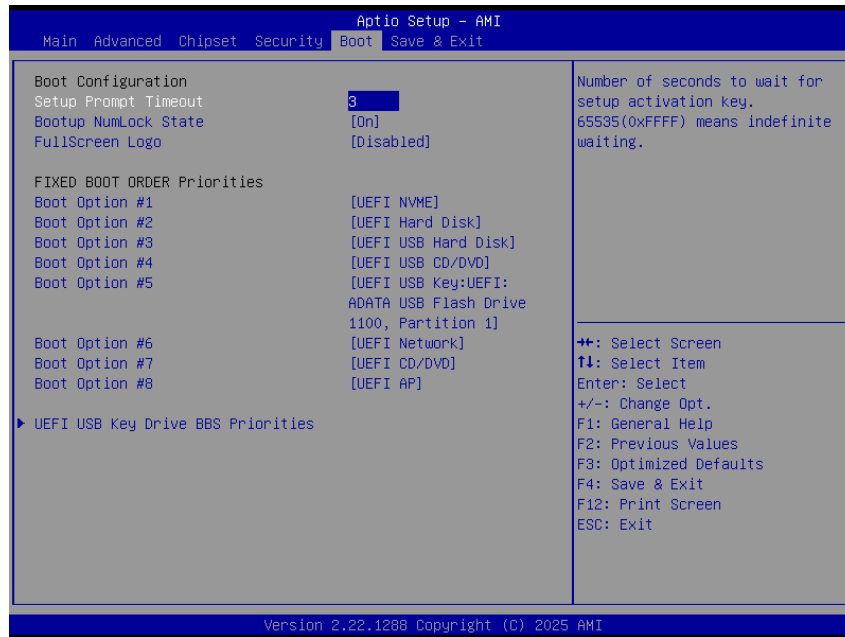 Aptio Setup – AMI
Main Advanced Chipset Security Boot Save & Exit
Boot Configuration
Setup Prompt Timeout 3
Bootup NumLock State [On]
FullScreen Logo [Disabled]
FIXED BOOT ORDER Priorities
Boot Option #1 [UEFI NVME]
Boot Option #2 [UEFI Hard Disk]
Boot Option #3 [UEFI USB Hard Disk]
Boot Option #4 [UEFI USB CD/DVD]
Boot Option #5 [UEFI USB Key:UEFI:
ADATA USB Flash Drive
1100, Partition 1]
Boot Option #6 [UEFI Network]
Boot Option #7 [UEFI CD/DVD]
Boot Option #8 [UEFI AP]
UEFI USB Key Drive BBS Priorities
Number of seconds to wait for
setup activation key.
65535(0xFFFF) means indefinite
waiting.
→←: Select Screen
↑↓: Select Item
Enter: Select
+/-: Change Opt.
F1: General Help
F2: Previous Values
F3: Optimized Defaults
F4: Save & Exit
F12: Print Screen
ESC: Exit
Version 2.22.1288 Copyright (C) 2025 AMI